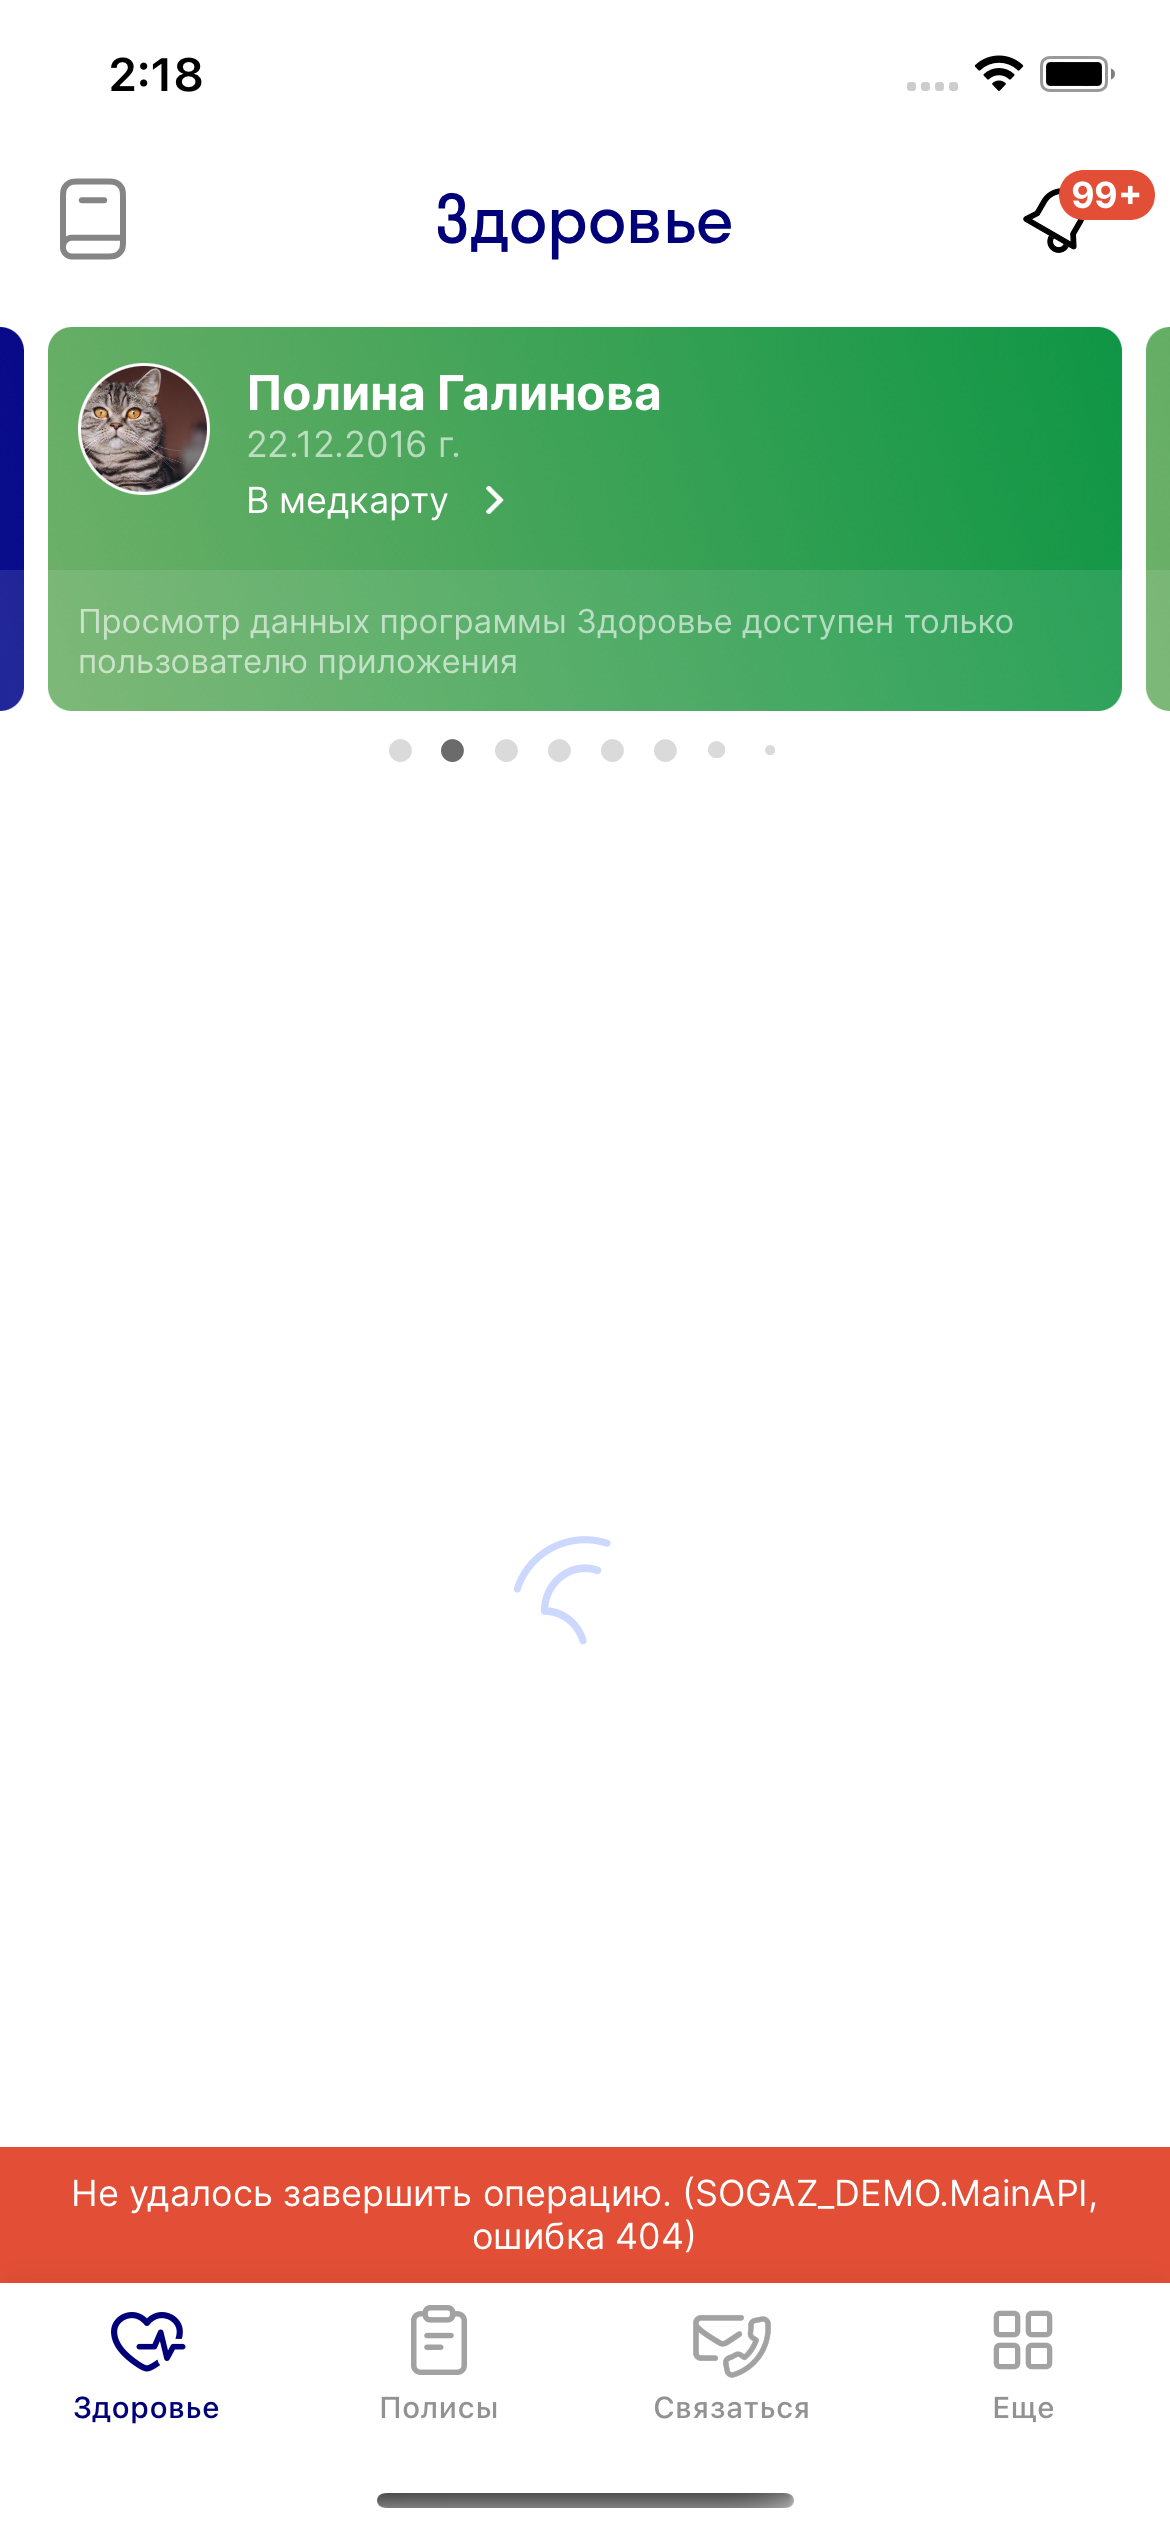 2:18
Здоровье
99+
Полина Галинова
22.12.2016 г.
В медкарту
Просмотр данных программы Здоровье доступен только
пользователю приложения
Не удалось завершить операцию. (SOGAZ_DEMO.MainAPI,
ошибка 404)
Здоровье
Полисы
Связаться
Еще